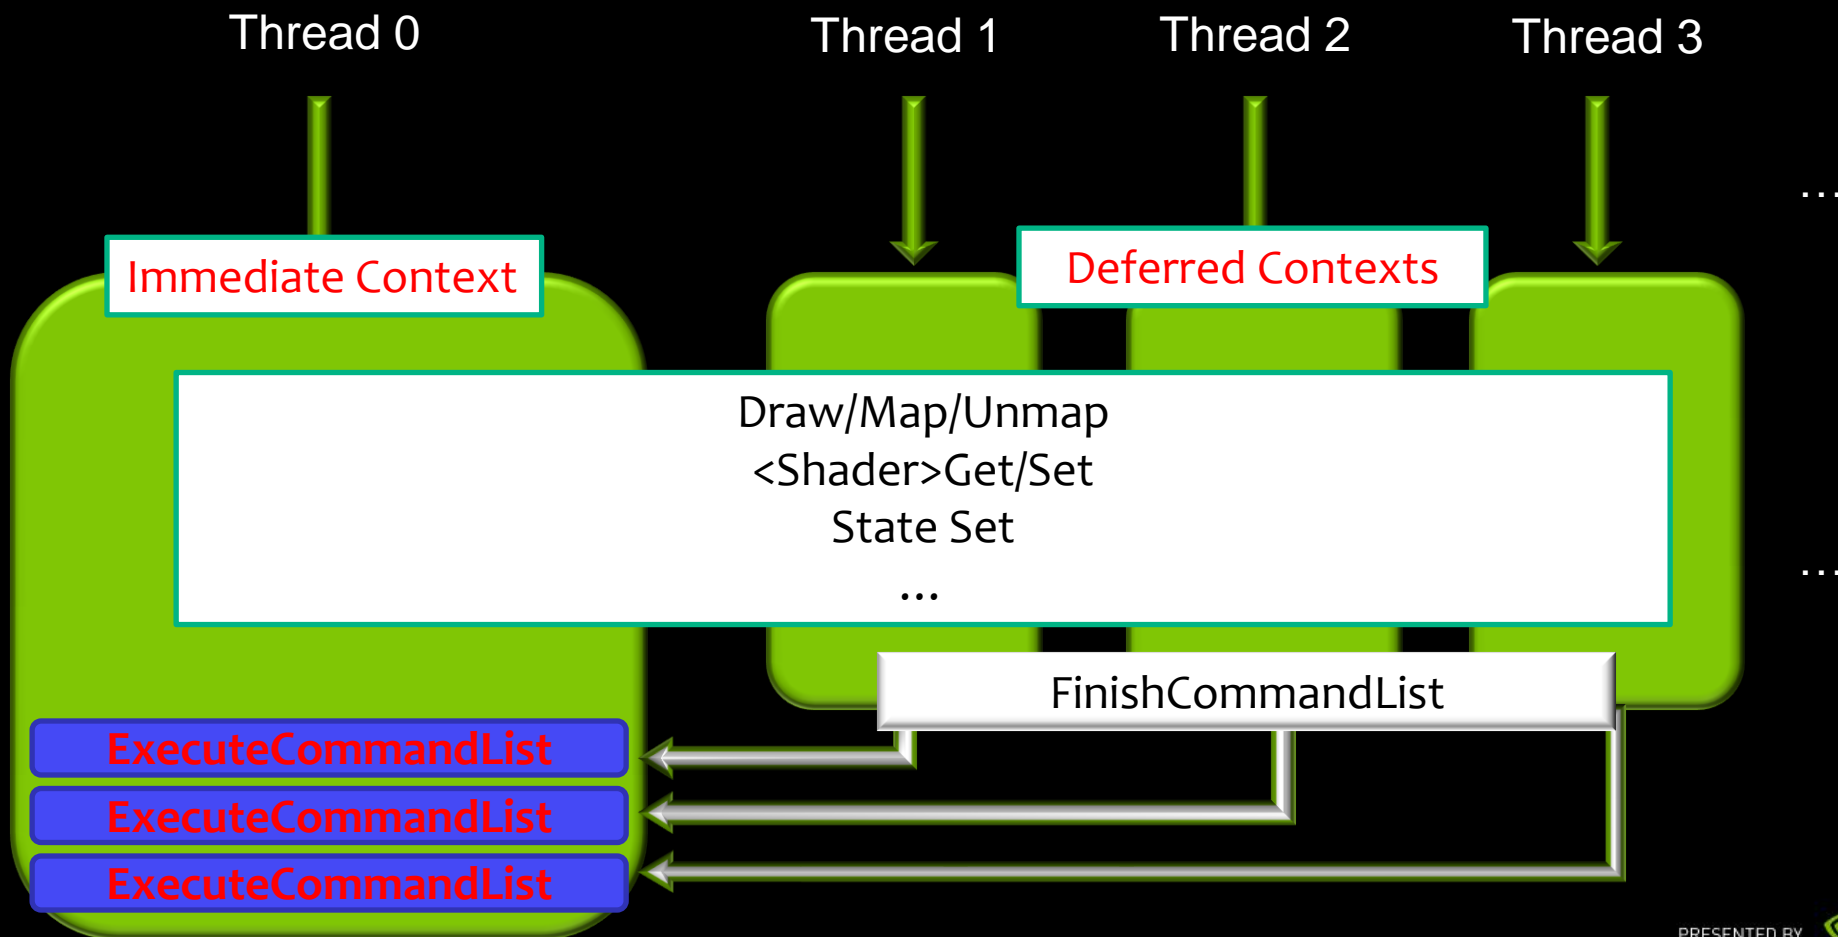 Thread 0
Thread 1
Thread 2
Thread 3
...
Immediate Context
Deferred Contexts
Draw/Map/Unmap
<Shader>Get/Set
State Set
...
...
FinishCommandList
ExecuteCommandList
ExecuteCommandList
ExecuteCommandList
PRESENTED BY